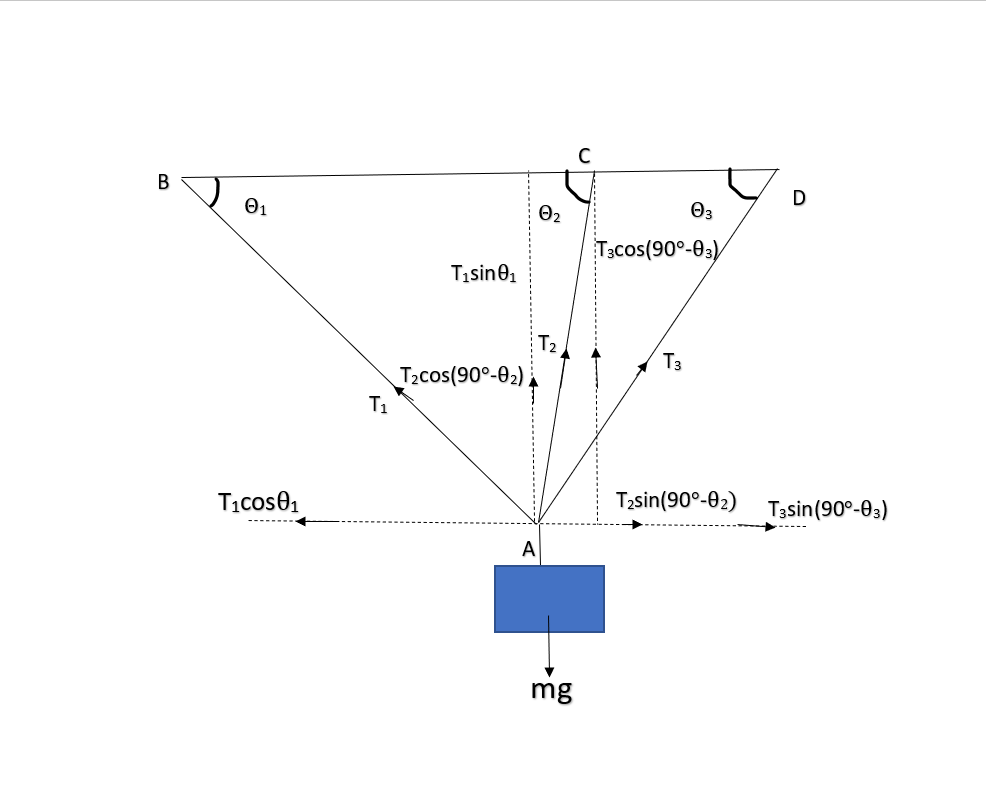 C
B
D
Θ₁
Θ₂
Θ₃
T₃cos(90°-θ₃)
T₁sinθ₁
T₂
T₃
T₂cos(90°-θ₂)
T₁
T₁cosθ₁
T₂sin(90°-θ₂)
T₃sin(90°-θ₃)
A
mg